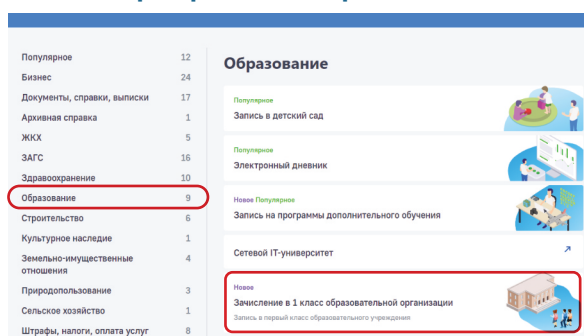 Популярное 12
Бизнес 24
Документы, справки, выписки 17
Архивная справка 1
ЖКХ 5
ЗАГС 16
Здравоохранение 10
Образование 9
Строительство 6
Культурное наследие 1
Земельно-имущественные 4
отношения
Природопользование 3
Сельское хозяйство 1
Штрафы, налоги, оплата услуг 8
Образование
Популярное
Запись в детский сад
Популярное
Электронный дневник
Новое Популярное
Запись на программы дополнительного обучения
Сетевой IT-университет
Новое
Зачисление в 1 класс образовательной организации
Запись в первый класс образовательного учреждения